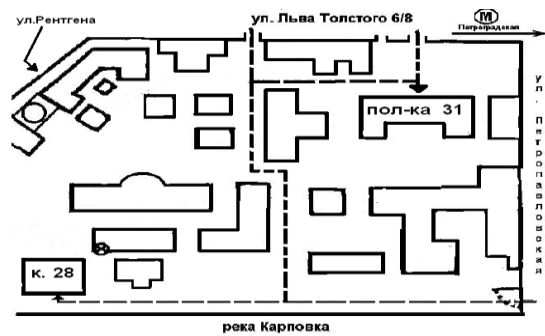 ул.Рентгена
ул. Льва Толстого 6/8
М
Петроградская
пол-ка 31
ул. Петропавловская
к. 28
река Карповка